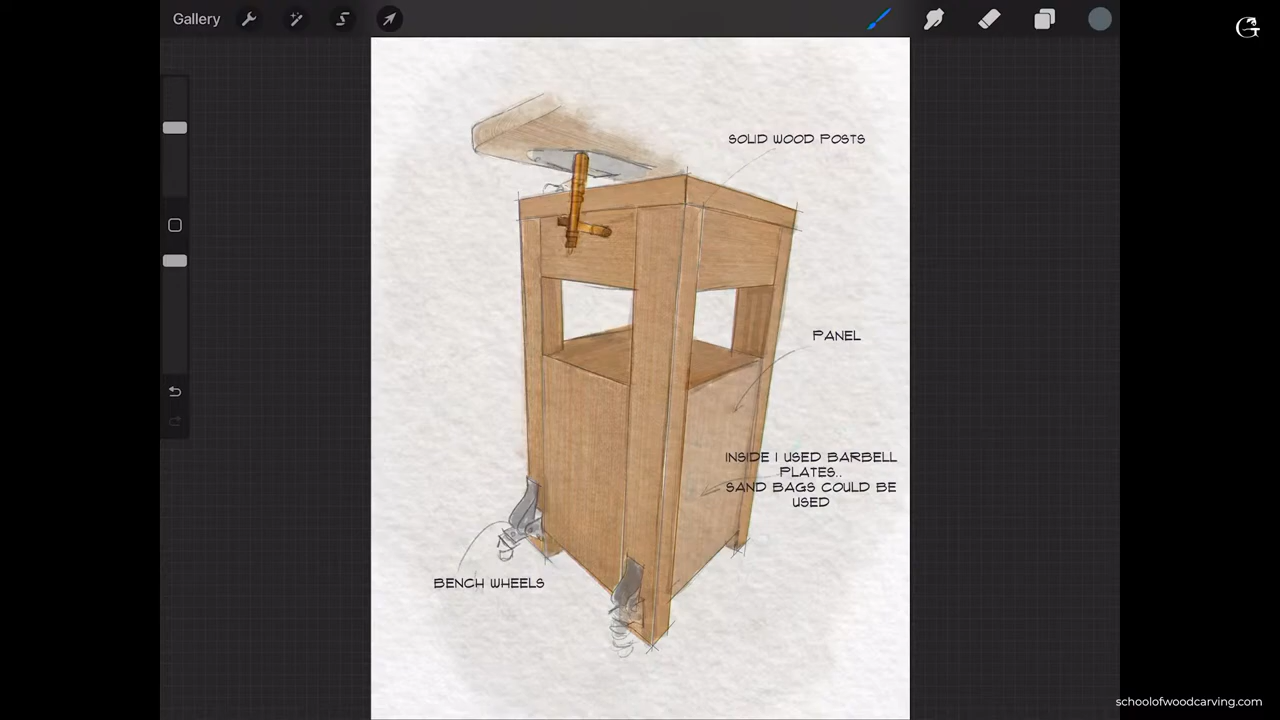 Gallery
SOLID WOOD POSTS
PANEL
INSIDE I USED BARBELL
PLATES..
SAND BAGS COULD BE
USED
BENCH WHEELS
schoolofwoodcarving.com